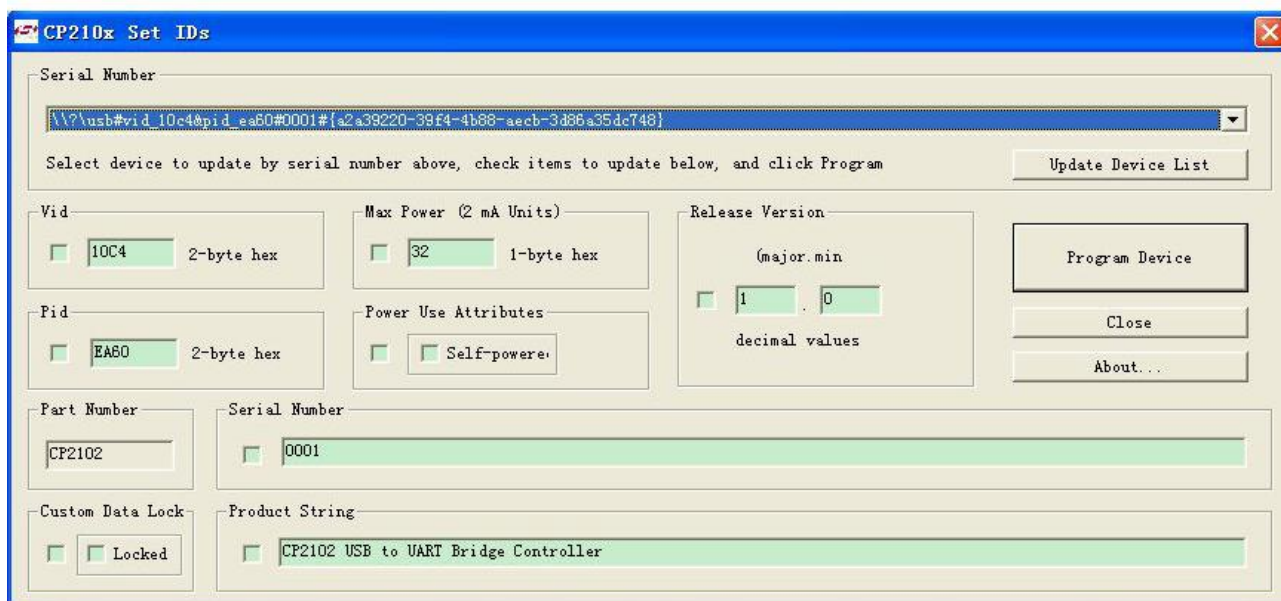 CP210x Set IDs
Serial Number
\\?\usb#vid_10c4&pid_ea60#0001#{a2a39220-39f4-4b88-aecb-3d86a35dc748}
Select device to update by serial number above, check items to update below, and click Program
Update Device List
Vid
10C4 2-byte hex
Max Power (2 mA Units)
32 1-byte hex
Release Version
(major.min
1 . 0
decimal values
Program Device
Pid
EA60 2-byte hex
Power Use Attributes
Self-powere
Close
About...
Part Number
CP2102
Serial Number
0001
Custom Data Lock
Locked
Product String
CP2102 USB to UART Bridge Controller